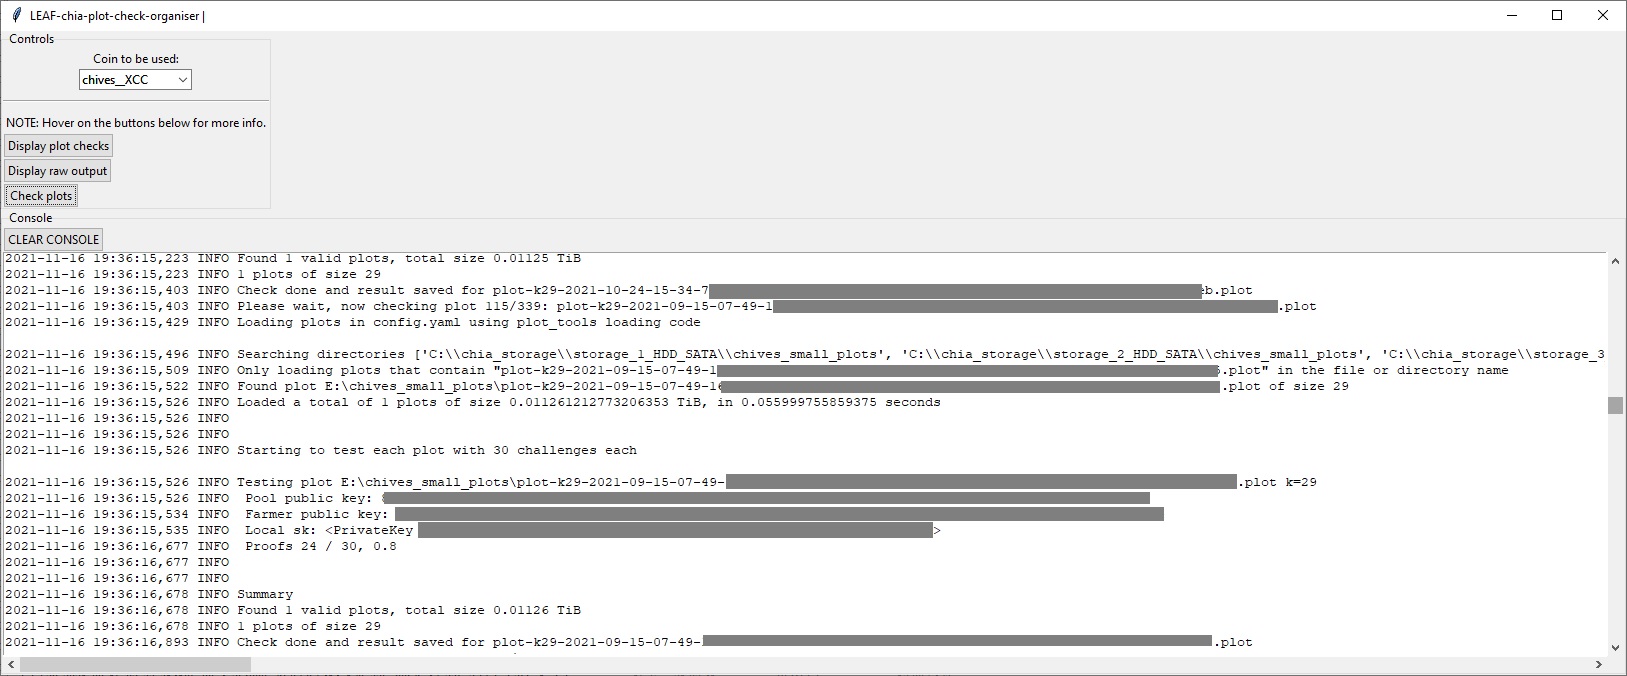 LEAF-chia-plot-check-organiser |
Controls
Coin to be used:
chives__XCC
NOTE: Hover on the buttons below for more info.
Display plot checks
Display raw output
Check plots
Console
CLEAR CONSOLE
2021-11-16 19:36:15,223 INFO Found 1 valid plots, total size 0.01125 TiB
2021-11-16 19:36:15,223 INFO 1 plots of size 29
2021-11-16 19:36:15,403 INFO Check done and result saved for plot-k29-2021-10-24-15-34-7 b.plot
2021-11-16 19:36:15,403 INFO Please wait, now checking plot 115/339: plot-k29-2021-09-15-07-49-1 .plot
2021-11-16 19:36:15,429 INFO Loading plots in config.yaml using plot_tools loading code
2021-11-16 19:36:15,496 INFO Searching directories ['C:\\chia_storage\\storage_1_HDD_SATA\\chives_small_plots', 'C:\\chia_storage\\storage_2_HDD_SATA\\chives_small_plots', 'C:\\chia_storage\\storage_3
2021-11-16 19:36:15,509 INFO Only loading plots that contain "plot-k29-2021-09-15-07-49-1 .plot" in the file or directory name
2021-11-16 19:36:15,522 INFO Found plot E:\chives_small_plots\plot-k29-2021-09-15-07-49-16 .plot of size 29
2021-11-16 19:36:15,526 INFO Loaded a total of 1 plots of size 0.011261212773206353 TiB, in 0.055999755859375 seconds
2021-11-16 19:36:15,526 INFO
2021-11-16 19:36:15,526 INFO
2021-11-16 19:36:15,526 INFO Starting to test each plot with 30 challenges each
2021-11-16 19:36:15,526 INFO Testing plot E:\chives_small_plots\plot-k29-2021-09-15-07-49- .plot k=29
2021-11-16 19:36:15,526 INFO Pool public key:
2021-11-16 19:36:15,534 INFO Farmer public key:
2021-11-16 19:36:15,535 INFO Local sk: <PrivateKey >
2021-11-16 19:36:16,677 INFO Proofs 24 / 30, 0.8
2021-11-16 19:36:16,677 INFO
2021-11-16 19:36:16,677 INFO
2021-11-16 19:36:16,678 INFO Summary
2021-11-16 19:36:16,678 INFO Found 1 valid plots, total size 0.01126 TiB
2021-11-16 19:36:16,678 INFO 1 plots of size 29
2021-11-16 19:36:16,893 INFO Check done and result saved for plot-k29-2021-09-15-07-49- .plot